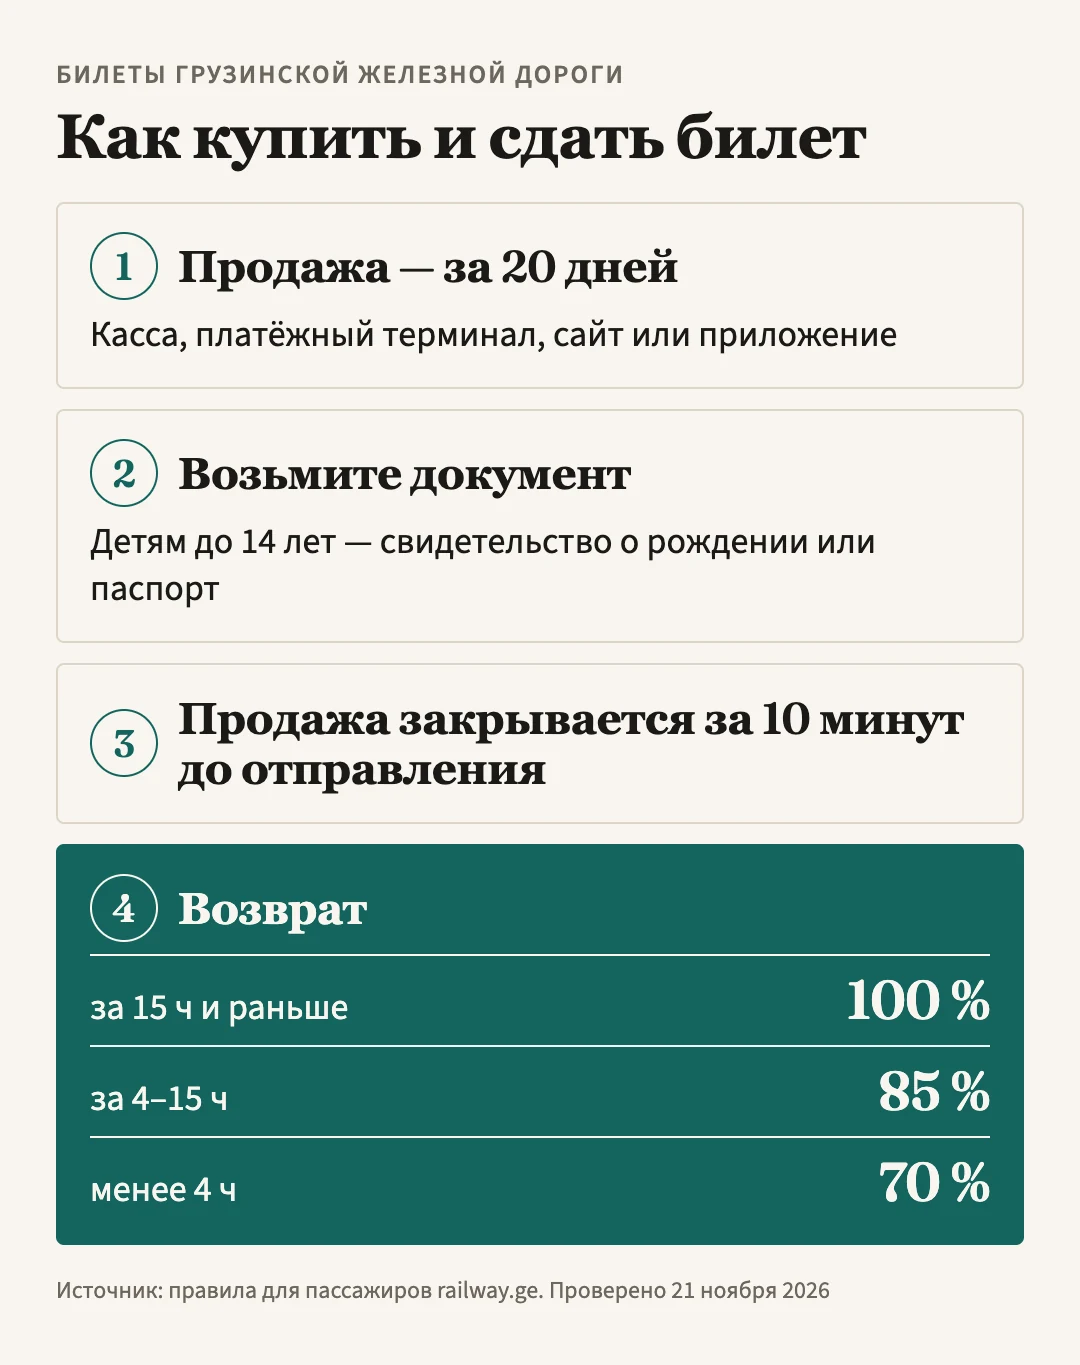 БИЛЕТЫ ГРУЗИНСКОЙ ЖЕЛЕЗНОЙ ДОРОГИ
Как купить и сдать билет
1 Продажа — за 20 дней
Касса, платёжный терминал, сайт или приложение
2 Возьмите документ
Детям до 14 лет — свидетельство о рождении или
паспорт
3 Продажа закрывается за 10 минут
до отправления
4 Возврат
за 15 ч и раньше 100 %
за 4–15 ч 85 %
менее 4 ч 70 %
Источник: правила для пассажиров railway.ge. Проверено 21 ноября 2026